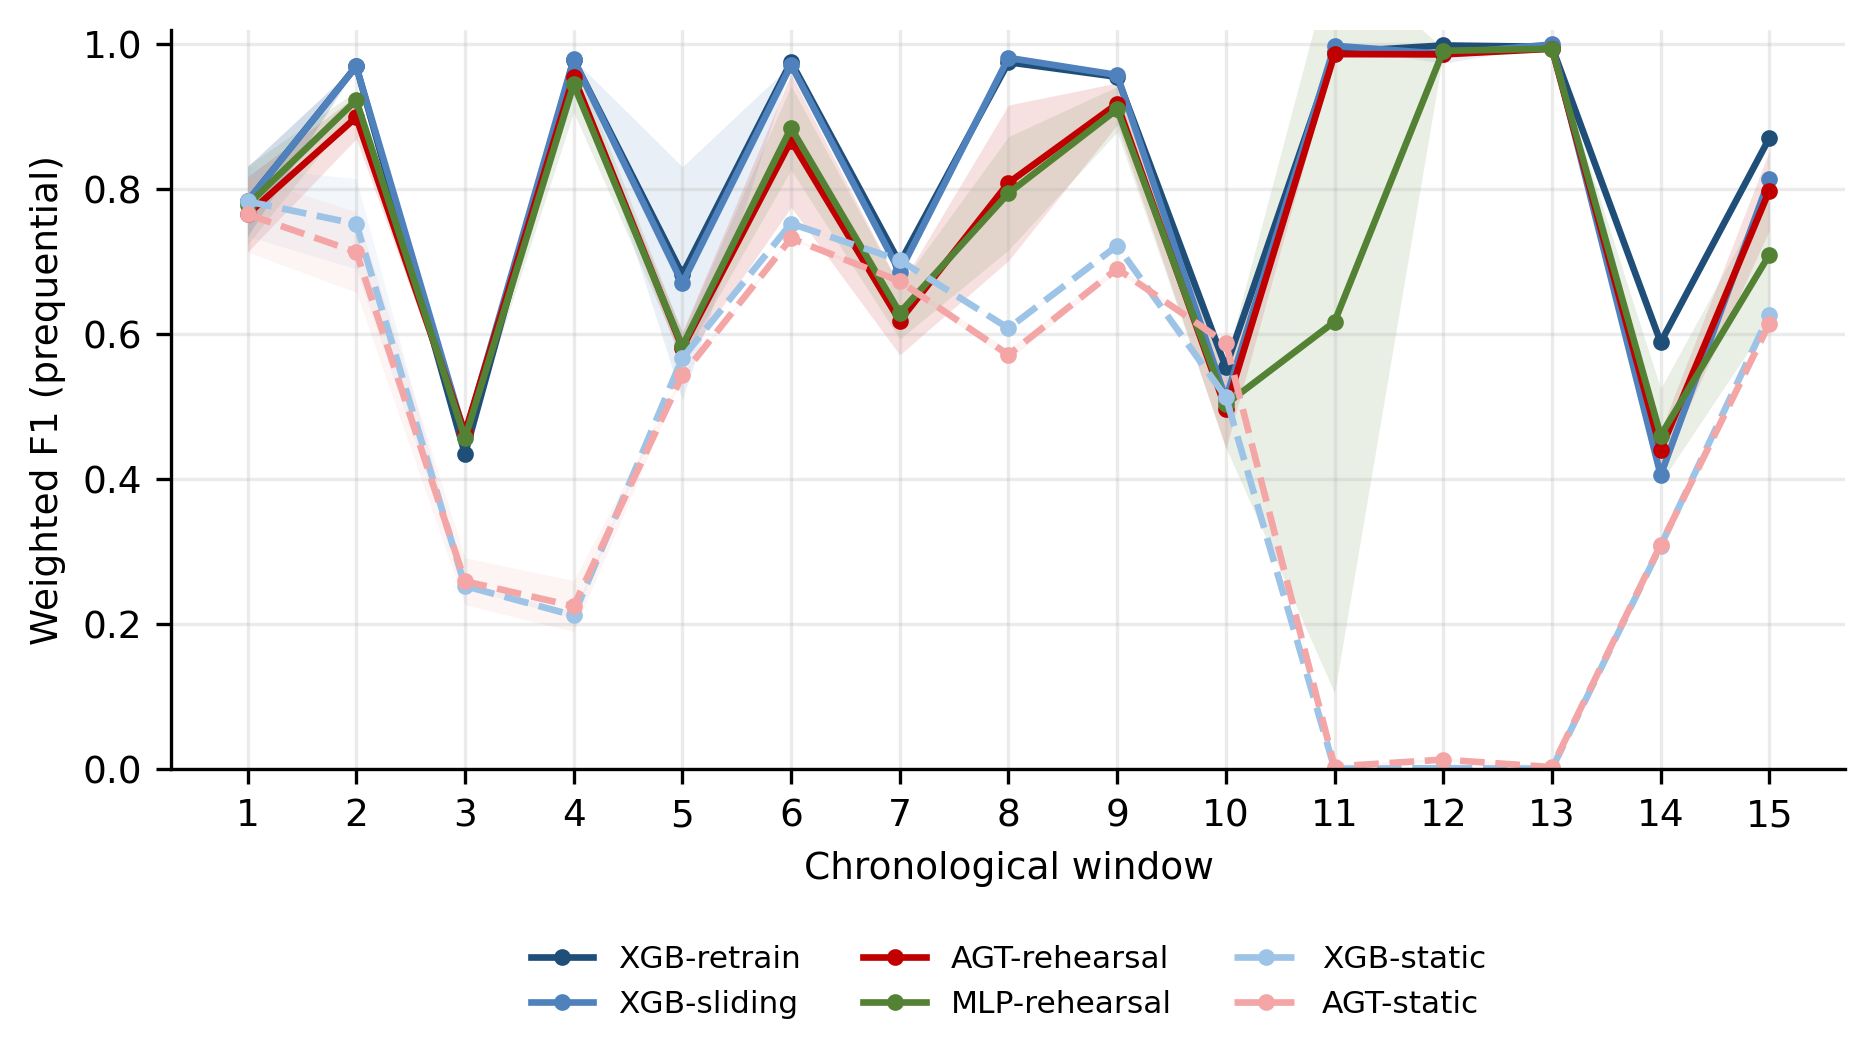 Weighted F1 (prequential)
1.0
0.8
0.6
0.4
0.2
0.0
1 2 3 4 5 6 7 8 9 10 11 12 13 14 15
Chronological window
XGB-retrain AGT-rehearsal XGB-static
XGB-sliding MLP-rehearsal AGT-static